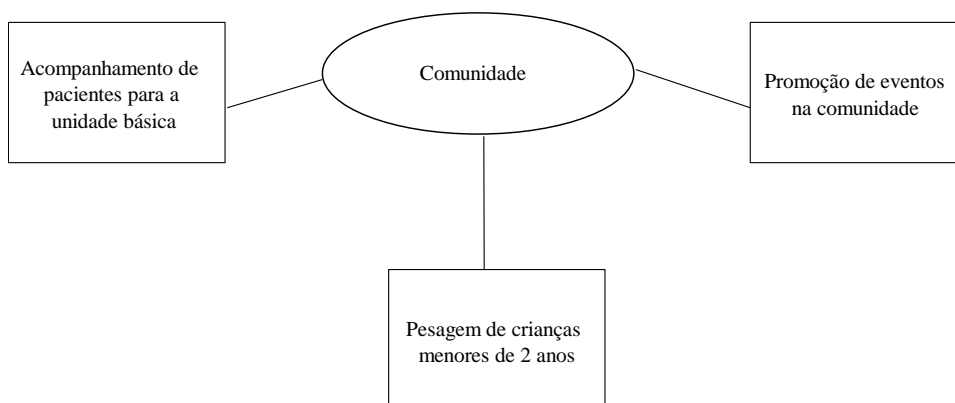 Acompanhamento de
pacientes para a
unidade básica
Comunidade
Promoção de eventos
na comunidade
Pesagem de crianças
menores de 2 anos